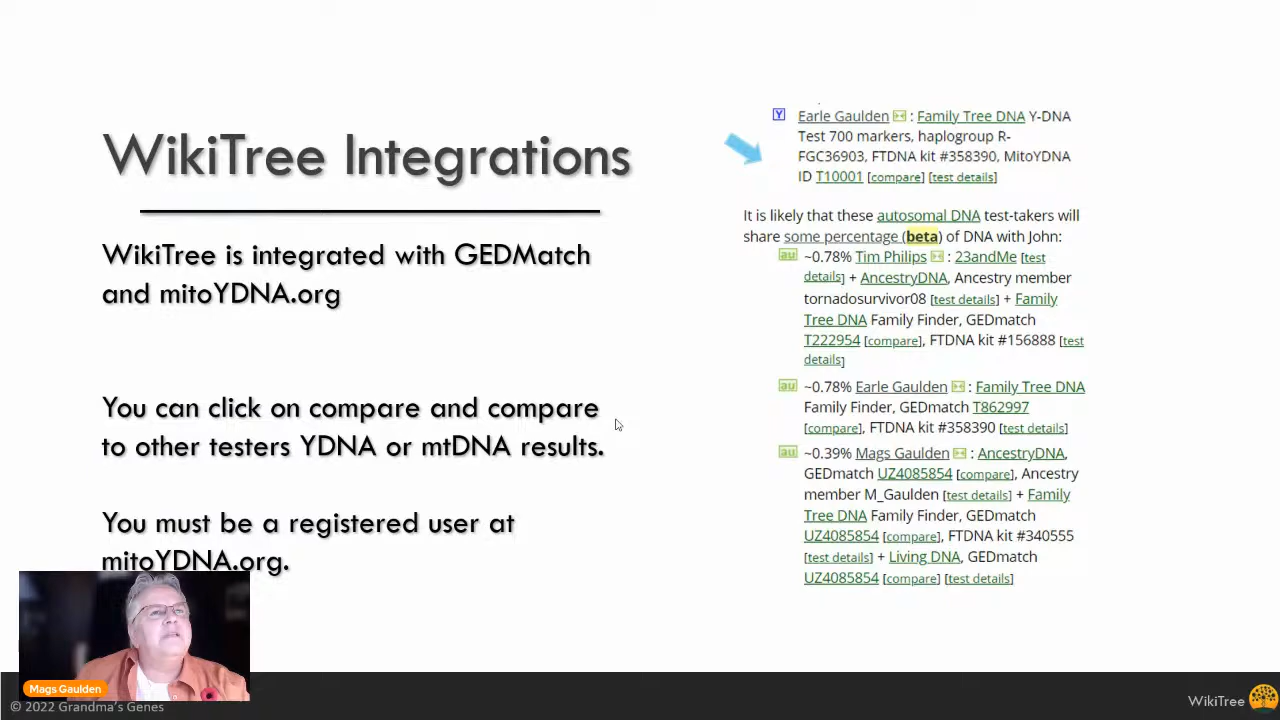 WikiTree Integrations
WikiTree is integrated with GEDMatch
and mitoYDNA.org
You can click on compare and compare
to other testers YDNA or mtDNA results.
You must be a registered user at
mitoYDNA.org.
Y Earle Gaulden : Family Tree DNA Y-DNA
Test 700 markers, haplogroup R-
FGC36903, FTDNA kit #358390, MitoYDNA
ID T10001 [compare] [test details]
It is likely that these autosomal DNA test-takers will
share some percentage (beta) of DNA with John:
au ~0.78% Tim Philips : 23andMe [test
details] + AncestryDNA, Ancestry member
tornadosurvivor08 [test details] + Family
Tree DNA Family Finder, GEDmatch
T222954 [compare], FTDNA kit #156888 [test
details]
au ~0.78% Earle Gaulden : Family Tree DNA
Family Finder, GEDmatch T862997
[compare], FTDNA kit #358390 [test details]
au ~0.39% Mags Gaulden : AncestryDNA,
GEDmatch UZ4085854 [compare], Ancestry
member M_Gaulden [test details] + Family
Tree DNA Family Finder, GEDmatch
UZ4085854 [compare], FTDNA kit #340555
[test details] + Living DNA, GEDmatch
UZ4085854 [compare] [test details]
Mags Gaulden
© 2022 Grandma's Genes
WikiTree